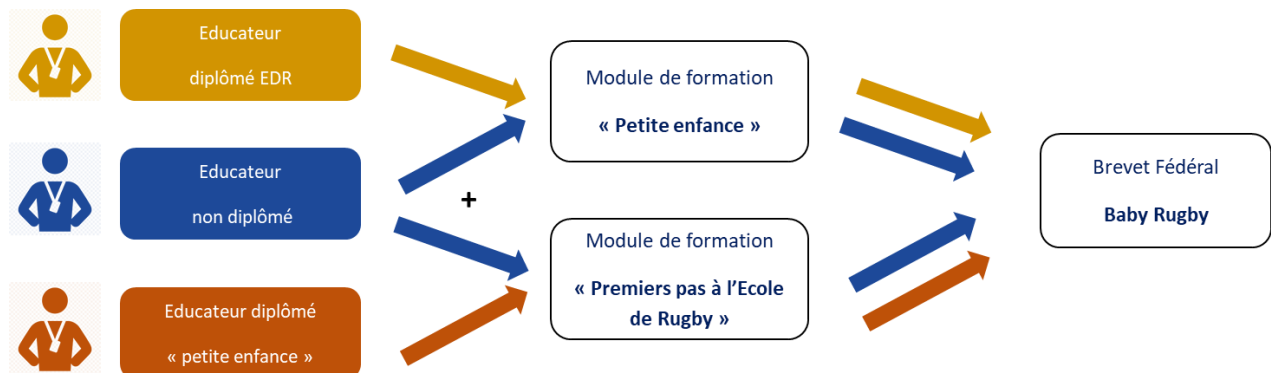 Educateur
diplômé EDR
Educateur
non diplômé
Educateur diplômé
« petite enfance »
+
Module de formation
« Petite enfance »
Module de formation
« Premiers pas à l’Ecole
de Rugby »
Brevet Fédéral
Baby Rugby